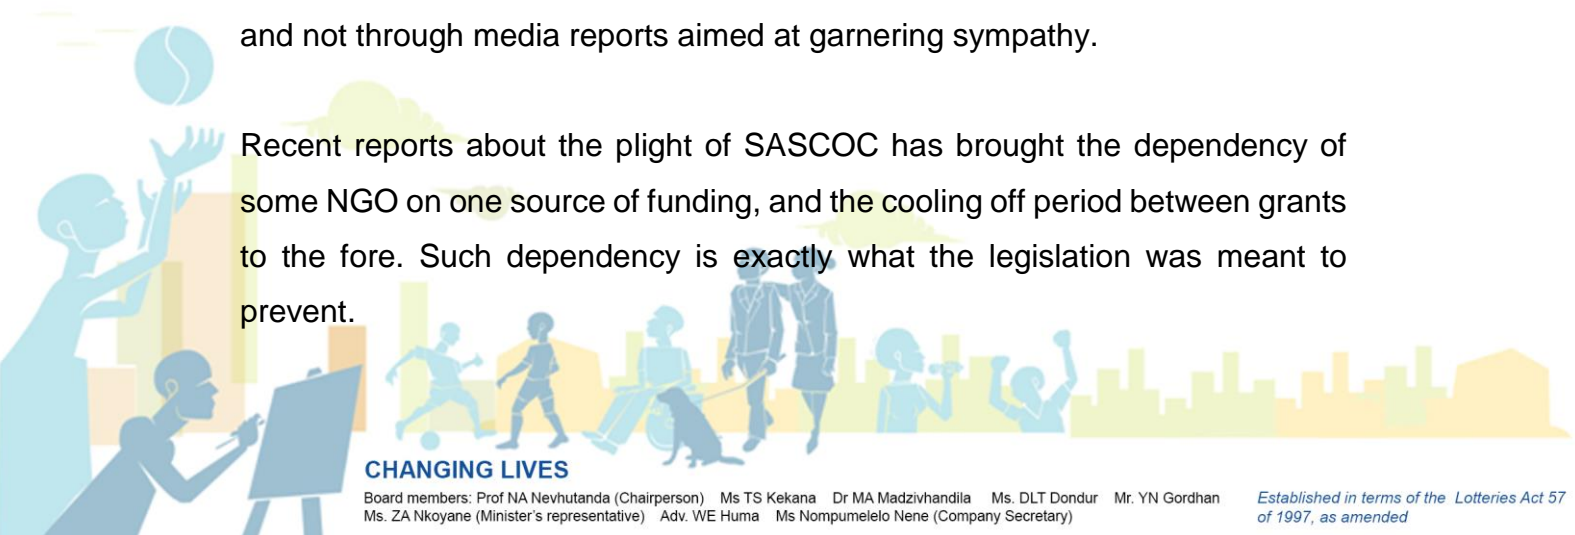 and not through media reports aimed at garnering sympathy.
Recent reports about the plight of SASCOC has brought the dependency of
some NGO on one source of funding, and the cooling off period between grants
to the fore. Such dependency is exactly what the legislation was meant to
prevent.
CHANGING LIVES
Board members: Prof NA Nevhutanda (Chairperson) Ms TS Kekana Dr MA Madzivhandila Ms. DLT Dondur Mr. YN Gordhan
Ms. ZA Nkoyane (Minister's representative) Adv. WE Huma Ms Nompumelelo Nene (Company Secretary)
Established in terms of the Lotteries Act 57
of 1997, as amended